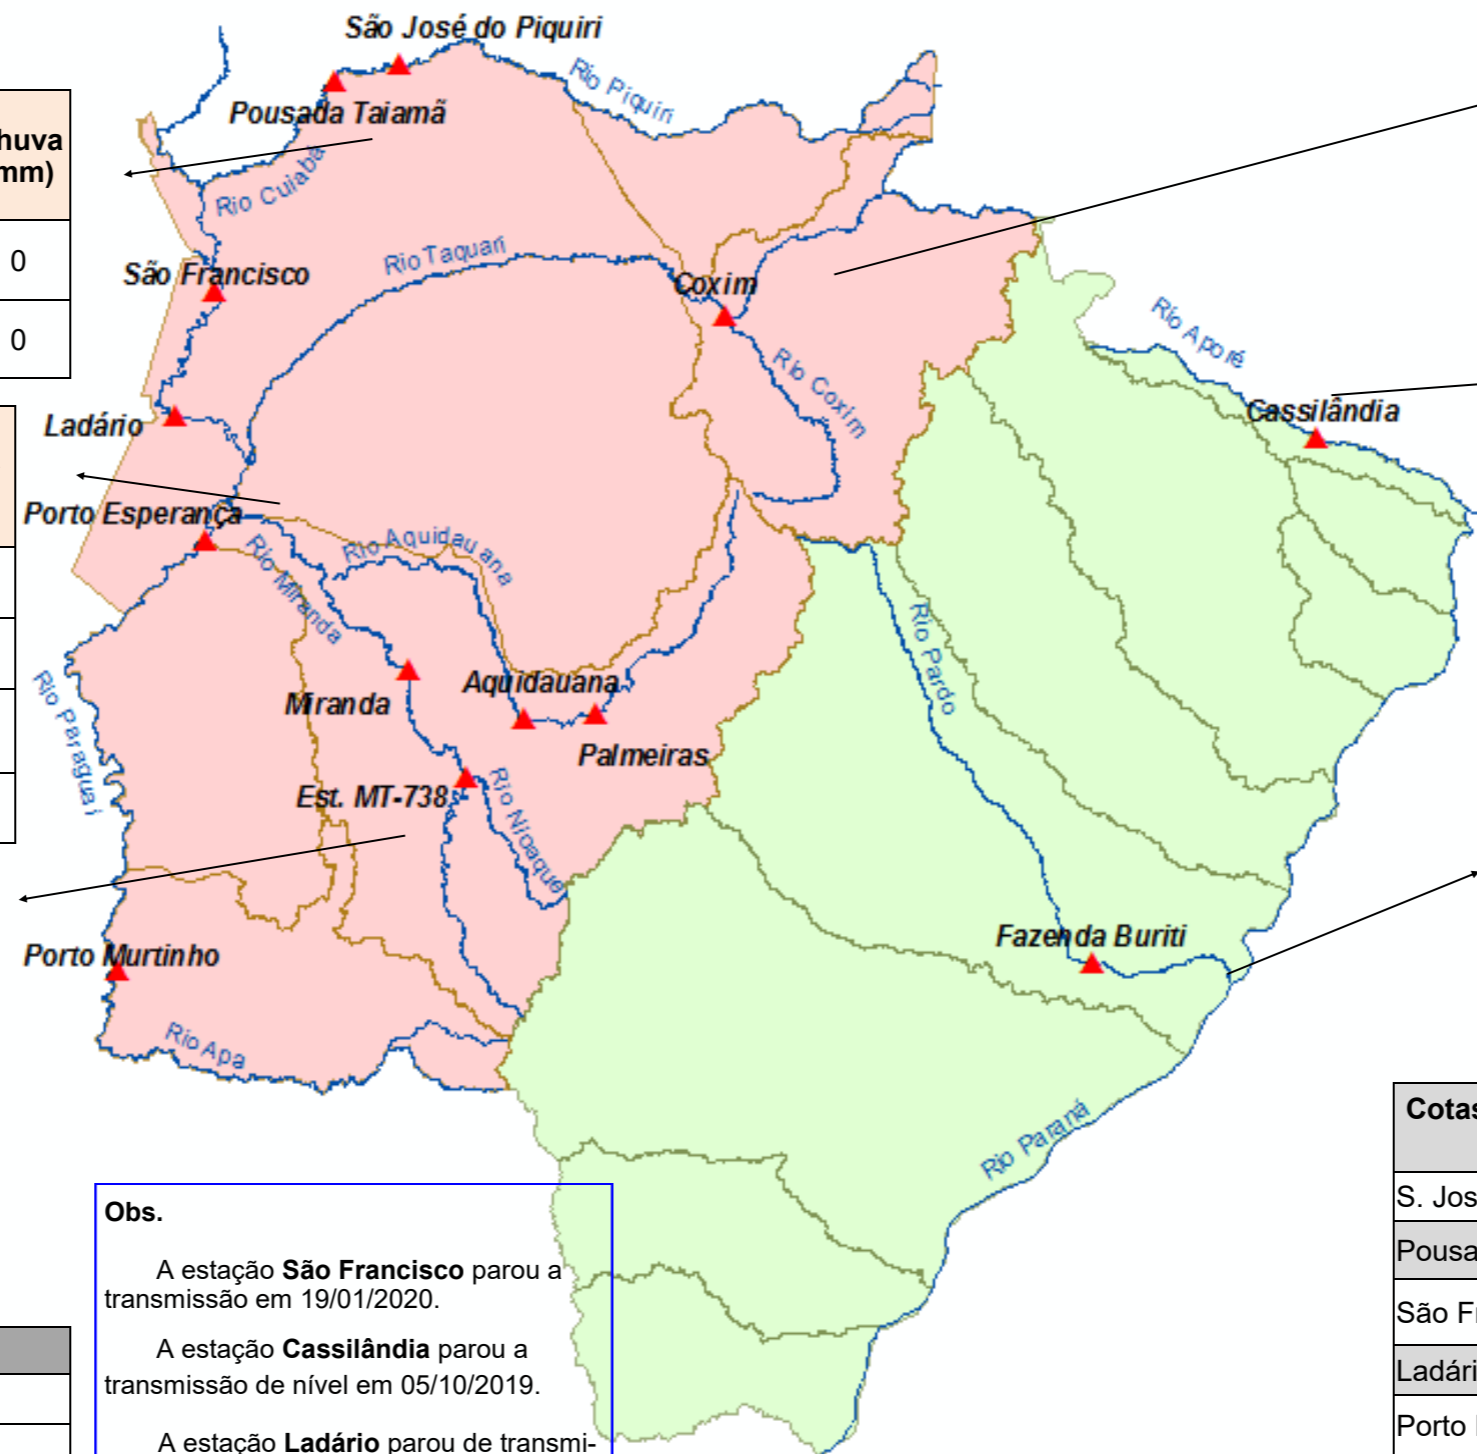 São José do Piquiri
Rio Piquiri
Pousada Taiamã
huva
mm)
Rio Cuiabá
0
São Francisco
Rio Taquari
Coxim
0
Rio Aporé
Rio Coxim
Cassilândia
Ladário
Porto Esperança
Rio Aquidauana
Rio Miranda
Rio Pardo
Rio Paraguai
Miranda
Aquidauana
Palmeiras
Est. MT-738
Rio Nioaque
Porto Murtinho
Fazenda Buriti
Rio Apa
Rio Paraná
Cotas
S. Jos
Pousa
São Fr
Ladári
Porto
Obs.
A estação São Francisco parou a
transmissão em 19/01/2020.
A estação Cassilândia parou a
transmissão de nível em 05/10/2019.
A estação Ladário parou de transmi-